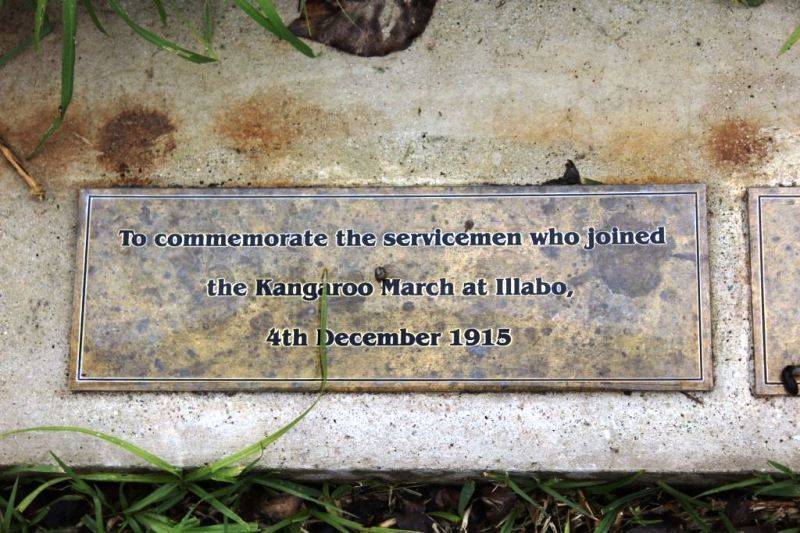 To commemorate the servicemen who joined
the Kangaroo March at Illabo,
4th December 1915